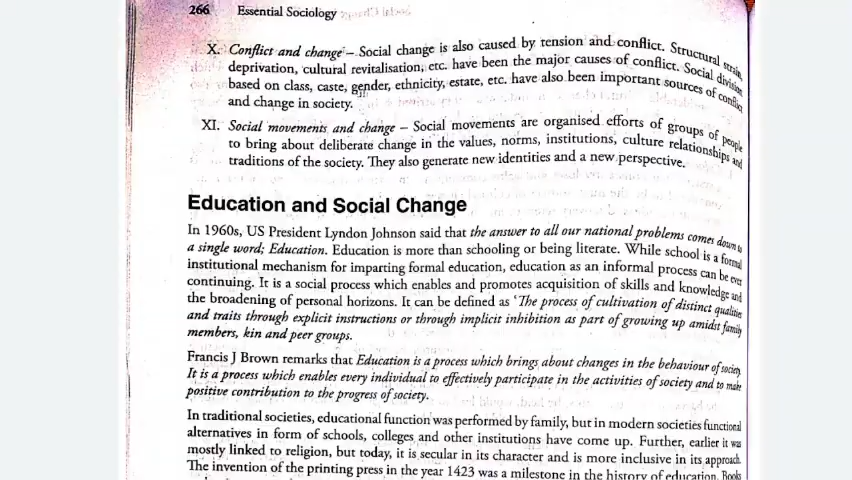 266 Essential Sociology
X. Conflict and change – Social change is also caused by tension and conflict. Structural strain,
deprivation, cultural revitalisation, etc. have been the major causes of conflict. Social division
based on class, caste, gender, ethnicity, estate, etc. have also been important sources of conflict
and change in society.
XI. Social movements and change – Social movements are organised efforts of groups of people
to bring about deliberate change in the values, norms, institutions, culture relationships and
traditions of the society. They also generate new identities and a new perspective.
Education and Social Change
In 1960s, US President Lyndon Johnson said that the answer to all our national problems comes down to
a single word; Education. Education is more than schooling or being literate. While school is a formal
institutional mechanism for imparting formal education, education as an informal process can be ever
continuing. It is a social process which enables and promotes acquisition of skills and knowledge and
the broadening of personal horizons. It can be defined as 'The process of cultivation of distinct qualities
and traits through explicit instructions or through implicit inhibition as part of growing up amidst family
members, kin and peer groups.
Francis J Brown remarks that Education is a process which brings about changes in the behaviour of society.
It is a process which enables every individual to effectively participate in the activities of society and to make
positive contribution to the progress of society.
In traditional societies, educational function was performed by family, but in modern societies functional
alternatives in form of schools, colleges and other institutions have come up. Further, earlier it was
mostly linked to religion, but today, it is secular in its character and is more inclusive in its approach.
The invention of the printing press in the year 1423 was a milestone in the history of education. Books